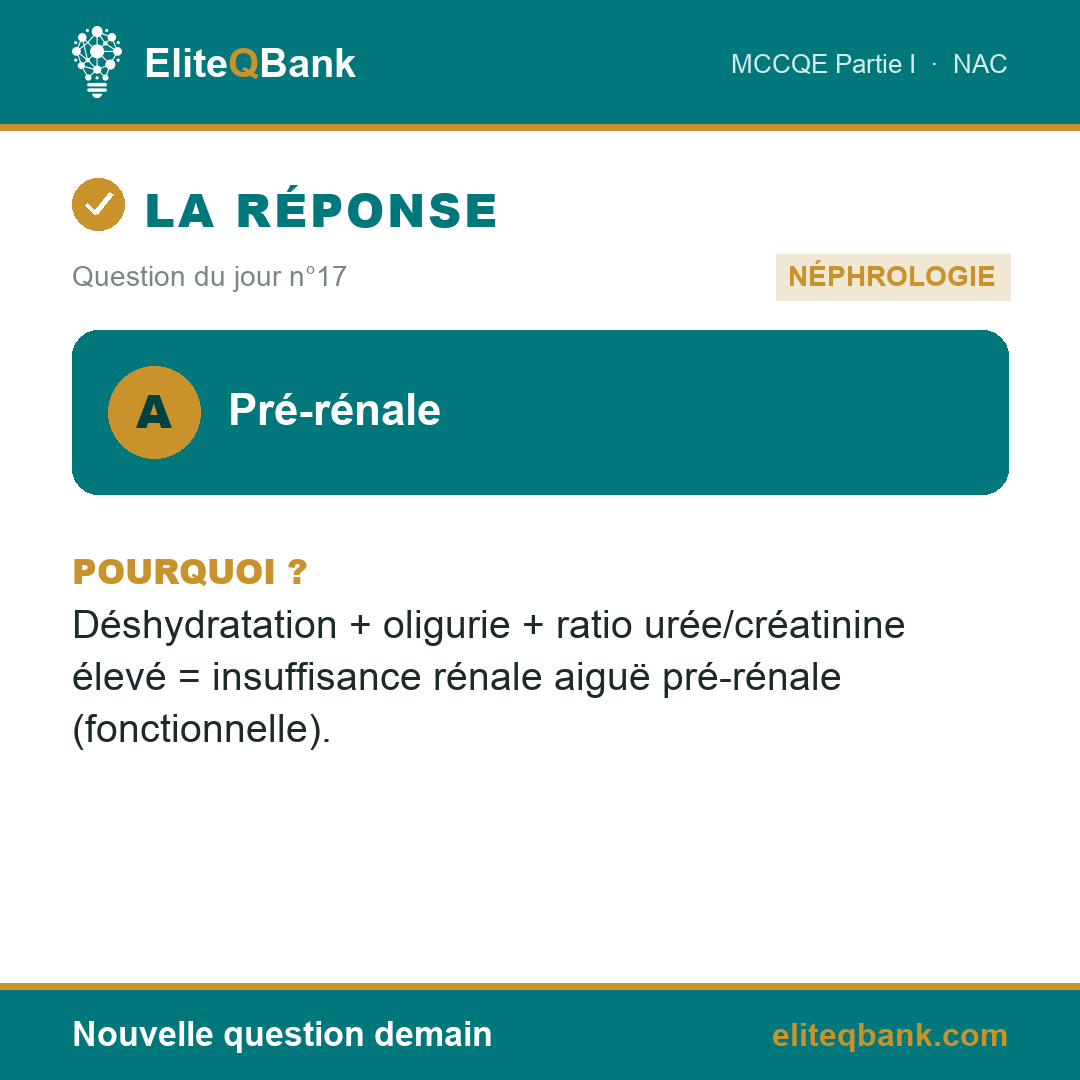 EliteQBank
MCCQE Partie I · NAC
LA RÉPONSE
Question du jour n°17
NÉPHROLOGIE
A
Pré-rénale
POURQUOI ?
Déshydratation + oligurie + ratio urée/créatinine
élevé = insuffisance rénale aiguë pré-rénale
(fonctionnelle).
Nouvelle question demain
eliteqbank.com